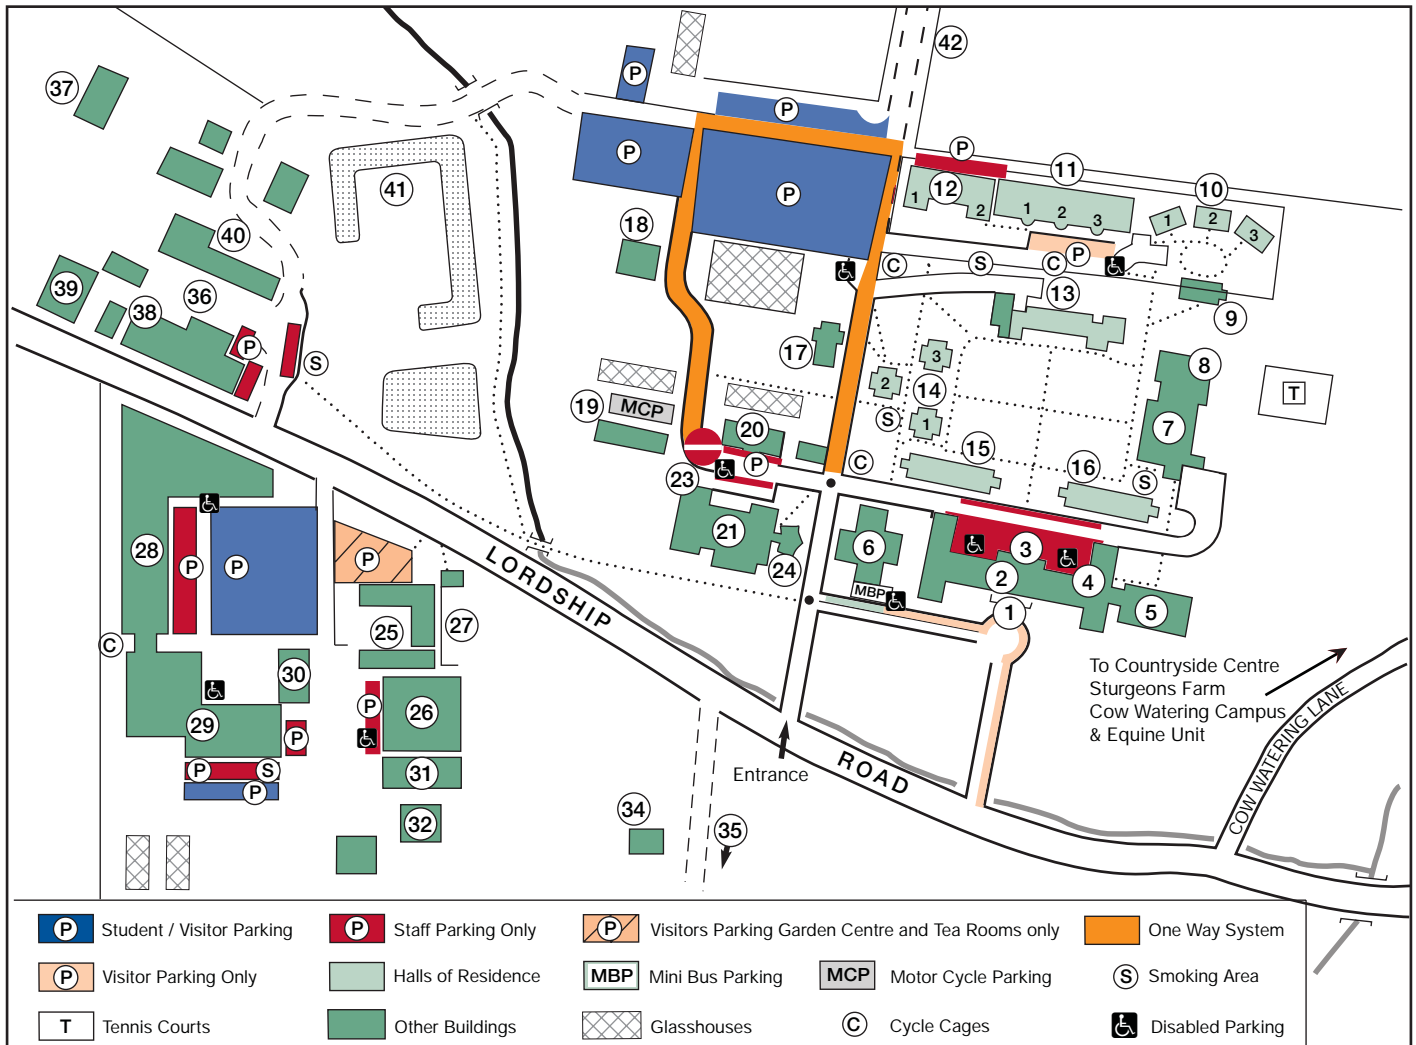 42
37
P
P
P
P
11
P
12
10
41
1
2
1
2
3
1
2
3
18
40
P
C
S
C
39
36
38
13
9
P
17
3
8
S
2
14
T
19
MCP
1
7
20
S
15
16
C
P
S
23
28
21
6
3
24
2
4
P
P
P
MBP
1
5
LORDSHIP
25
27
C
30
To Countryside Centre
Sturgeons Farm
Cow Watering Campus
& Equine Unit
COW WATERING LANE
29
P
26
P
Entrance
ROAD
P
S
31
P
32
34
35
P Student / Visitor Parking
P Staff Parking Only
P Visitors Parking Garden Centre and Tea Rooms only
One Way System
P Visitor Parking Only
Halls of Residence
MBP Mini Bus Parking
MCP Motor Cycle Parking
S Smoking Area
T Tennis Courts
Other Buildings
Glasshouses
C Cycle Cages
Disabled Parking